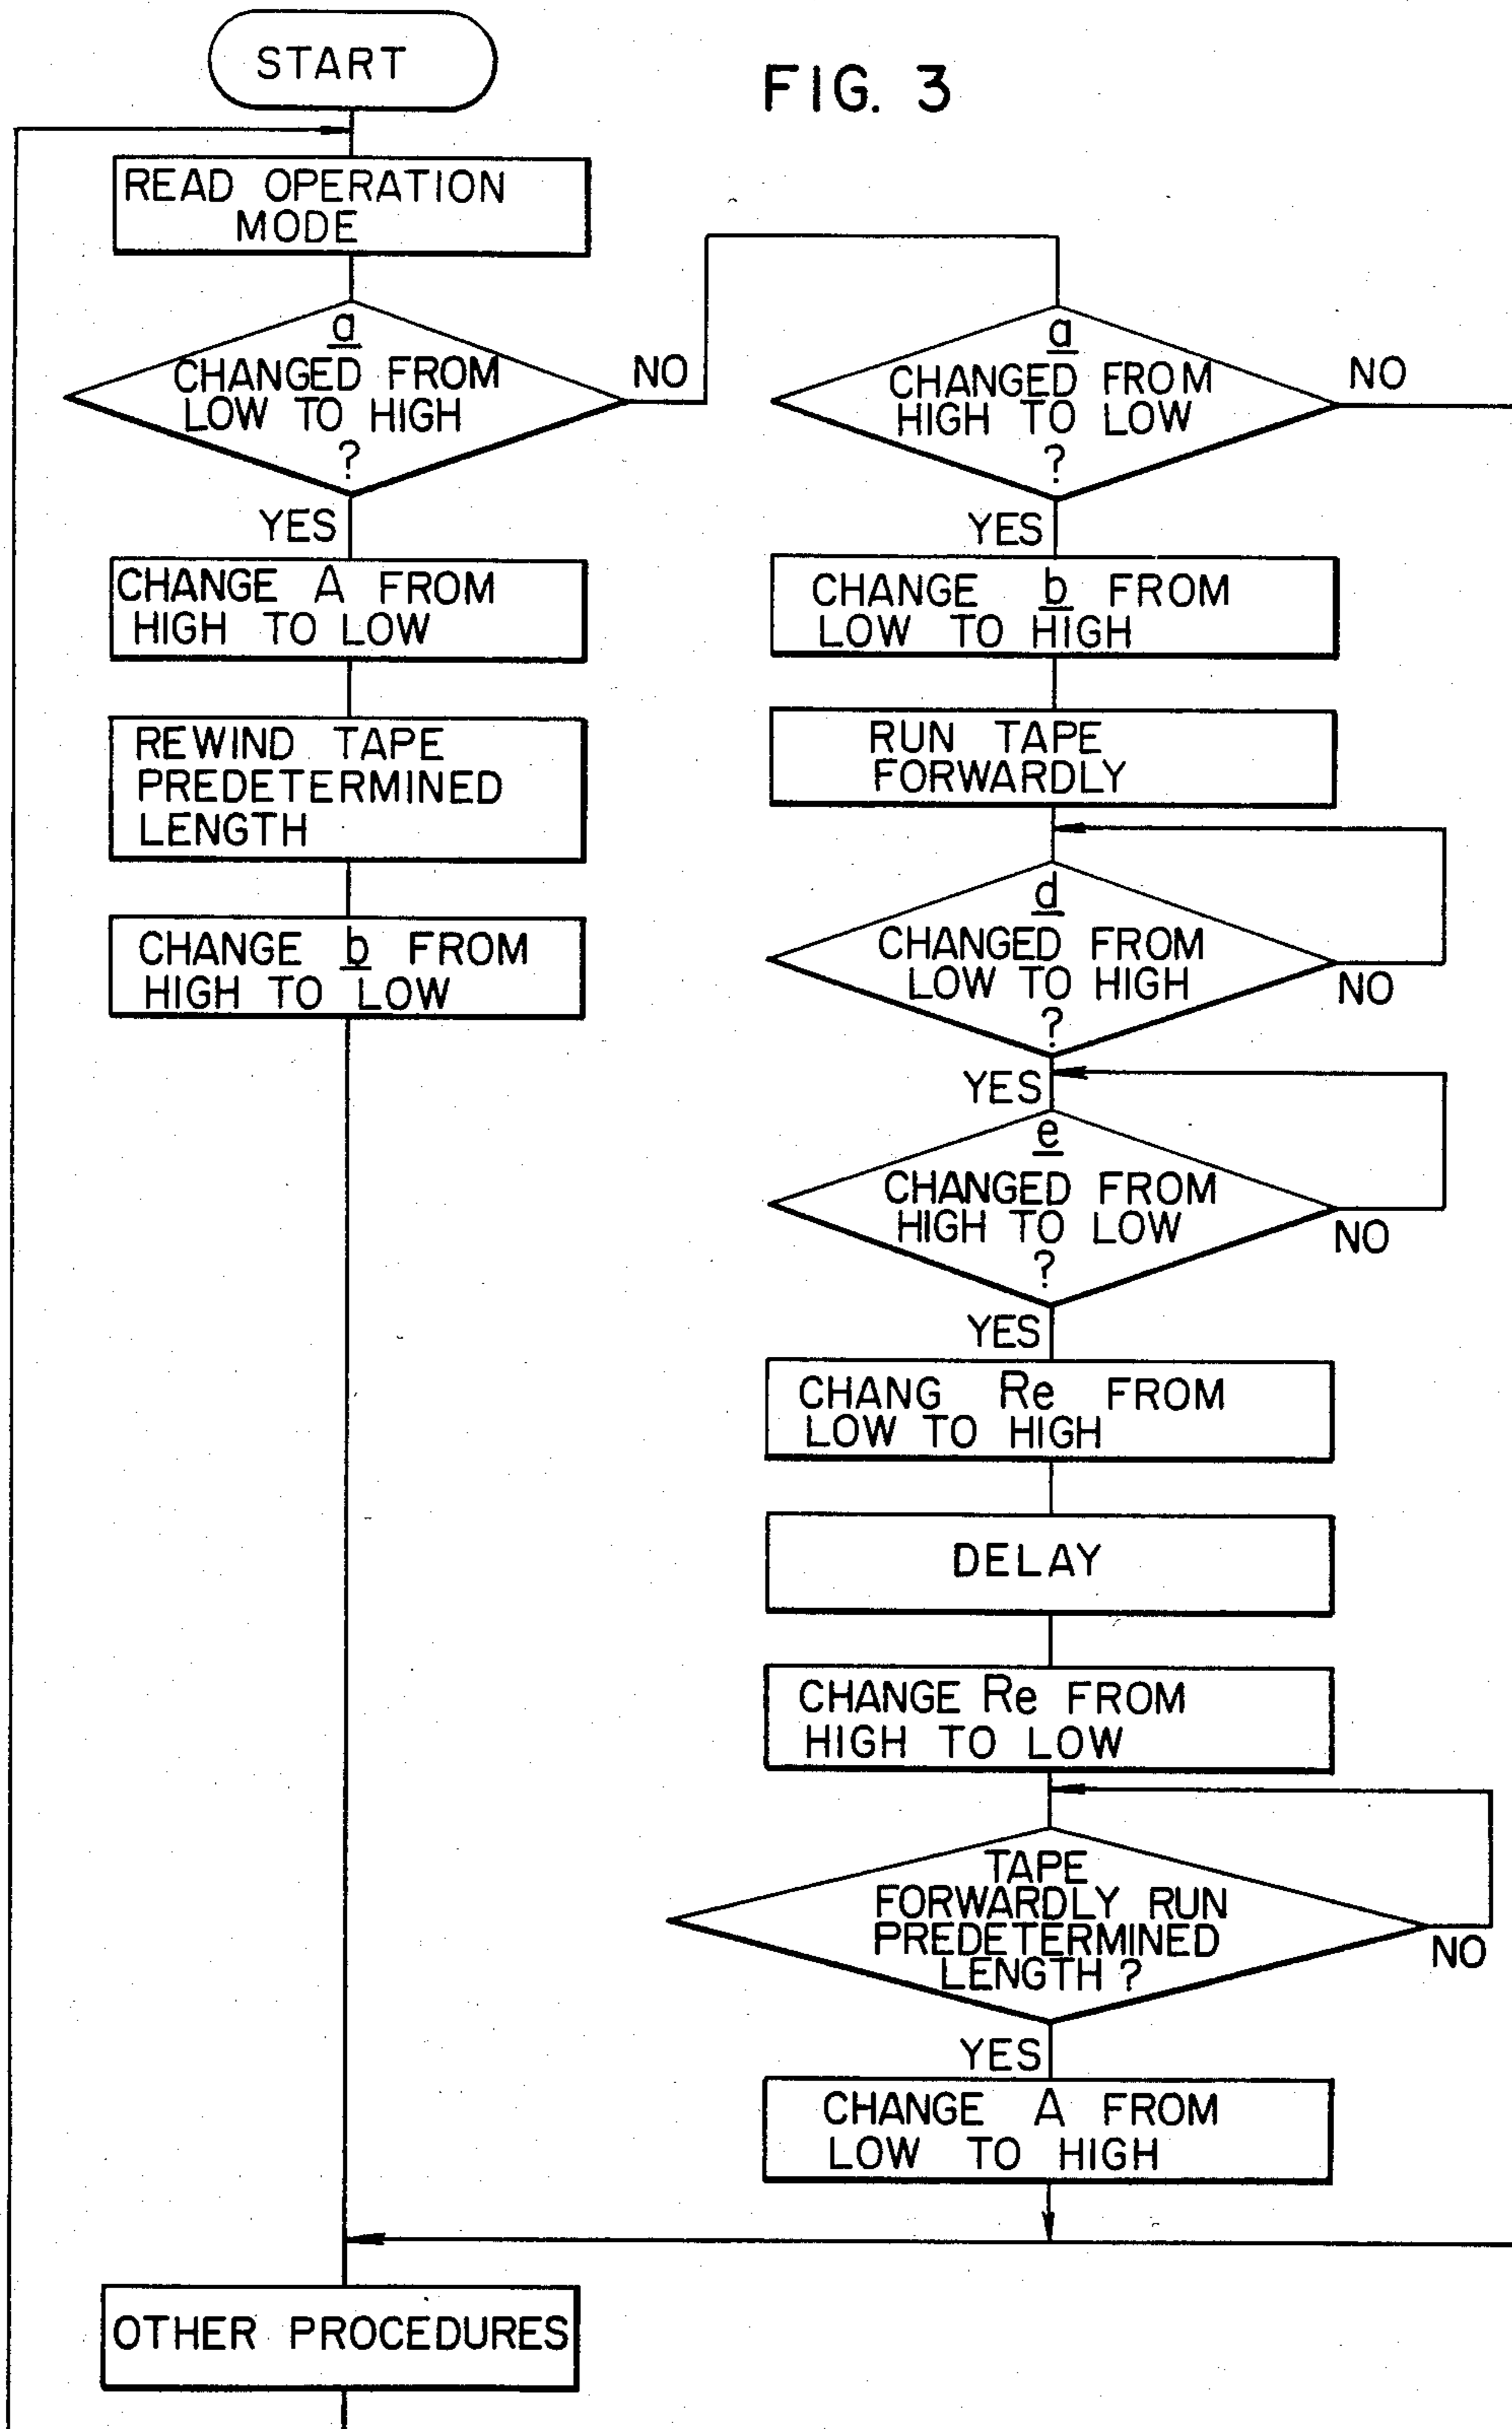 START
FIG. 3
READ OPERATION
MODE
a
CHANGED FROM
LOW TO HIGH
?
NO
YES
CHANGE A FROM
HIGH TO LOW
REWIND TAPE
PREDETERMINED
LENGTH
CHANGE b FROM
HIGH TO LOW
a
CHANGED FROM
HIGH TO LOW
?
NO
YES
CHANGE b FROM
LOW TO HIGH
RUN TAPE
FORWARDLY
d
CHANGED FROM
LOW TO HIGH
?
NO
YES
e
CHANGED FROM
HIGH TO LOW
?
NO
YES
CHANG Re FROM
LOW TO HIGH
DELAY
CHANGE Re FROM
HIGH TO LOW
TAPE
FORWARDLY RUN
PREDETERMINED
LENGTH ?
NO
YES
CHANGE A FROM
LOW TO HIGH
OTHER PROCEDURES